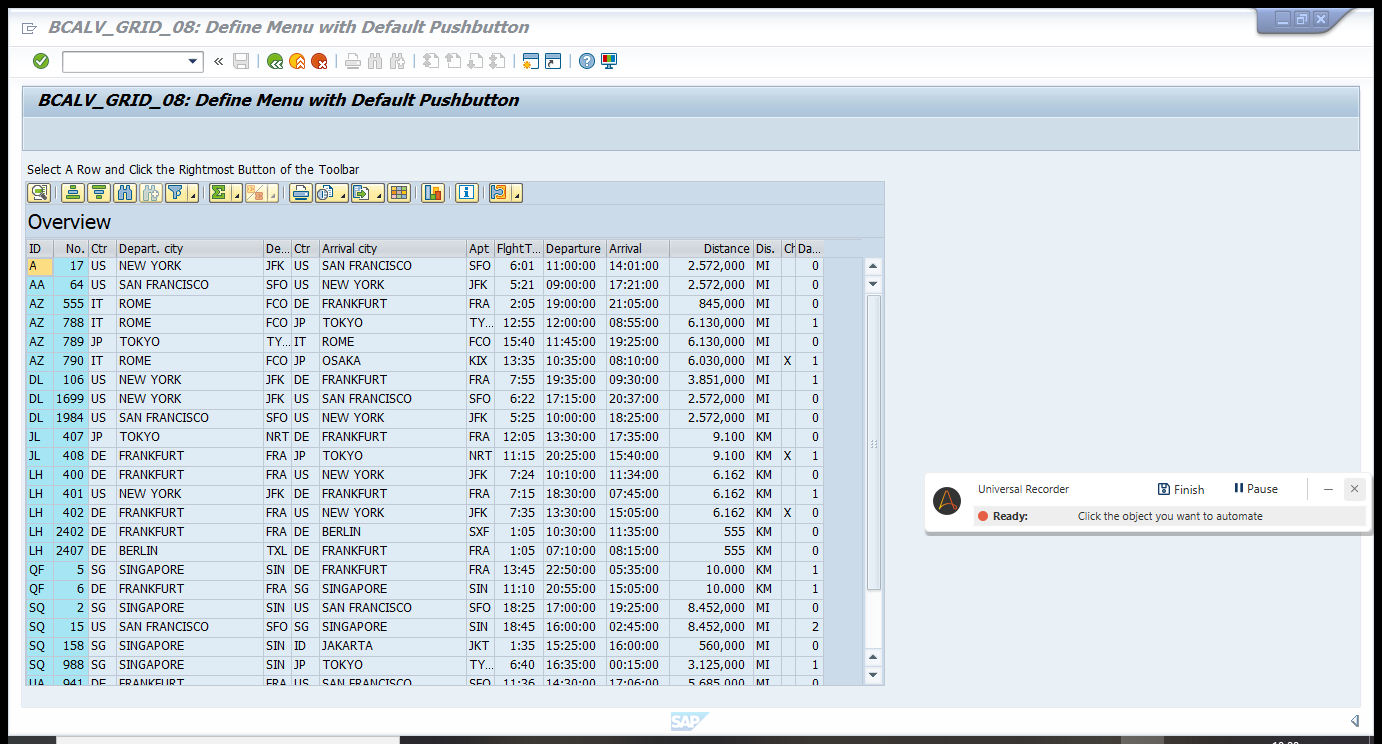 BCALV_GRID_08: Define Menu with Default Pushbutton
BCALV_GRID_08: Define Menu with Default Pushbutton
Select A Row and Click the Rightmost Button of the Toolbar
Overview
ID No. Ctr Depart. city De... Ctr Arrival city Apt FlghtT... Departure Arrival Distance Dis. Ch Da...
A 17 US NEW YORK JFK US SAN FRANCISCO SFO 6:01 11:00:00 14:01:00 2.572,000 MI 0
AA 64 US SAN FRANCISCO SFO US NEW YORK JFK 5:21 09:00:00 17:21:00 2.572,000 MI 0
AZ 555 IT ROME FCO DE FRANKFURT FRA 2:05 19:00:00 21:05:00 845,000 MI 0
AZ 788 IT ROME FCO JP TOKYO TY... 12:55 12:00:00 08:55:00 6.130,000 MI 1
AZ 789 JP TOKYO TY... IT ROME FCO 15:40 11:45:00 19:25:00 6.130,000 MI 0
AZ 790 IT ROME FCO JP OSAKA KIX 13:35 10:35:00 08:10:00 6.030,000 MI X 1
DL 106 US NEW YORK JFK DE FRANKFURT FRA 7:55 19:35:00 09:30:00 3.851,000 MI 1
DL 1699 US NEW YORK JFK US SAN FRANCISCO SFO 6:22 17:15:00 20:37:00 2.572,000 MI 0
DL 1984 US SAN FRANCISCO SFO US NEW YORK JFK 5:25 10:00:00 18:25:00 2.572,000 MI 0
JL 407 JP TOKYO NRT DE FRANKFURT FRA 12:05 13:30:00 17:35:00 9.100 KM 0
JL 408 DE FRANKFURT FRA JP TOKYO NRT 11:15 20:25:00 15:40:00 9.100 KM X 1
LH 400 DE FRANKFURT FRA US NEW YORK JFK 7:24 10:10:00 11:34:00 6.162 KM 0
LH 401 US NEW YORK JFK DE FRANKFURT FRA 7:15 18:30:00 07:45:00 6.162 KM 1
LH 402 DE FRANKFURT FRA US NEW YORK JFK 7:35 13:30:00 15:05:00 6.162 KM X 0
LH 2402 DE FRANKFURT FRA DE BERLIN SXF 1:05 10:30:00 11:35:00 555 KM 0
LH 2407 DE BERLIN TXL DE FRANKFURT FRA 1:05 07:10:00 08:15:00 555 KM 0
QF 5 SG SINGAPORE SIN DE FRANKFURT FRA 13:45 22:50:00 05:35:00 10.000 KM 1
QF 6 DE FRANKFURT FRA SG SINGAPORE SIN 11:10 20:55:00 15:05:00 10.000 KM 1
SQ 2 SG SINGAPORE SIN US SAN FRANCISCO SFO 18:25 17:00:00 19:25:00 8.452,000 MI 0
SQ 15 US SAN FRANCISCO SFO SG SINGAPORE SIN 18:45 16:00:00 02:45:00 8.452,000 MI 2
SQ 158 SG SINGAPORE SIN ID JAKARTA JKT 1:35 15:25:00 16:00:00 560,000 MI 0
SQ 988 SG SINGAPORE SIN JP TOKYO TY... 6:40 16:35:00 00:15:00 3.125,000 MI 1
UA 941 DE FRANKFURT FRA US SAN FRANCISCO SFO 11:36 14:30:00 17:06:00 5.685,000 MI 0
Universal Recorder Finish Pause
Ready: Click the object you want to automate
SAP